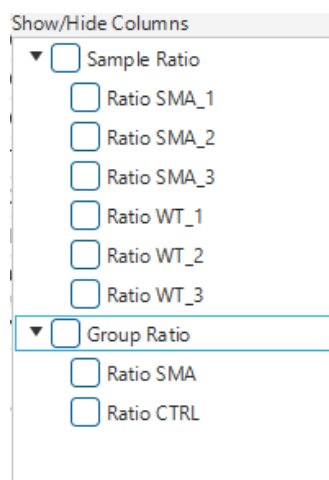 Show/Hide Columns
Sample Ratio
Ratio SMA_1
Ratio SMA_2
Ratio SMA_3
Ratio WT_1
Ratio WT_2
Ratio WT_3
Group Ratio
Ratio SMA
Ratio CTRL